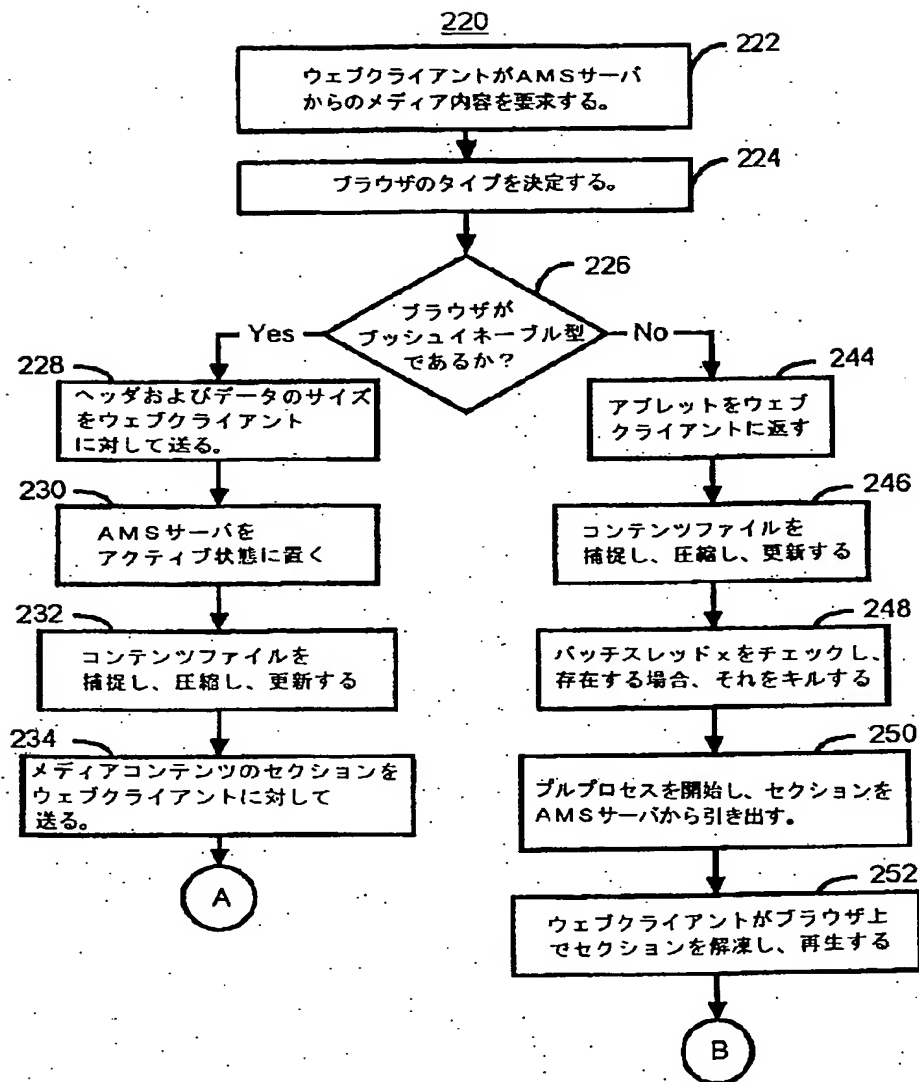 220
222
ウェブクライアントがAMSサーバ
からのメディア内容を要求する。
224
ブラウザのタイプを決定する。
226
ブラウザが
プッシュイネーブル型
であるか?
Yes
No
228
ヘッダおよびデータのサイズ
をウェブクライアント
に対して送る。
230
AMSサーバを
アクティブ状態に置く
232
コンテンツファイルを
捕捉し、圧縮し、更新する
234
メディアコンテンツのセクションを
ウェブクライアントに対して
送る。
A
244
アプレットをウェブ
クライアントに返す
246
コンテンツファイルを
捕捉し、圧縮し、更新する
248
バッチスレッドxをチェックし、
存在する場合、それをキルする
250
プルプロセスを開始し、セクションを
AMSサーバから引き出す。
252
ウェブクライアントがブラウザ上
でセクションを解凍し、再生する
B